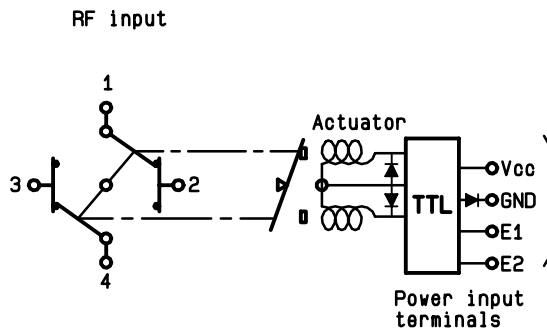 RF input
1
Actuator
3
2
4
TTL
Vcc
GND
E1
E2
Power input
terminals